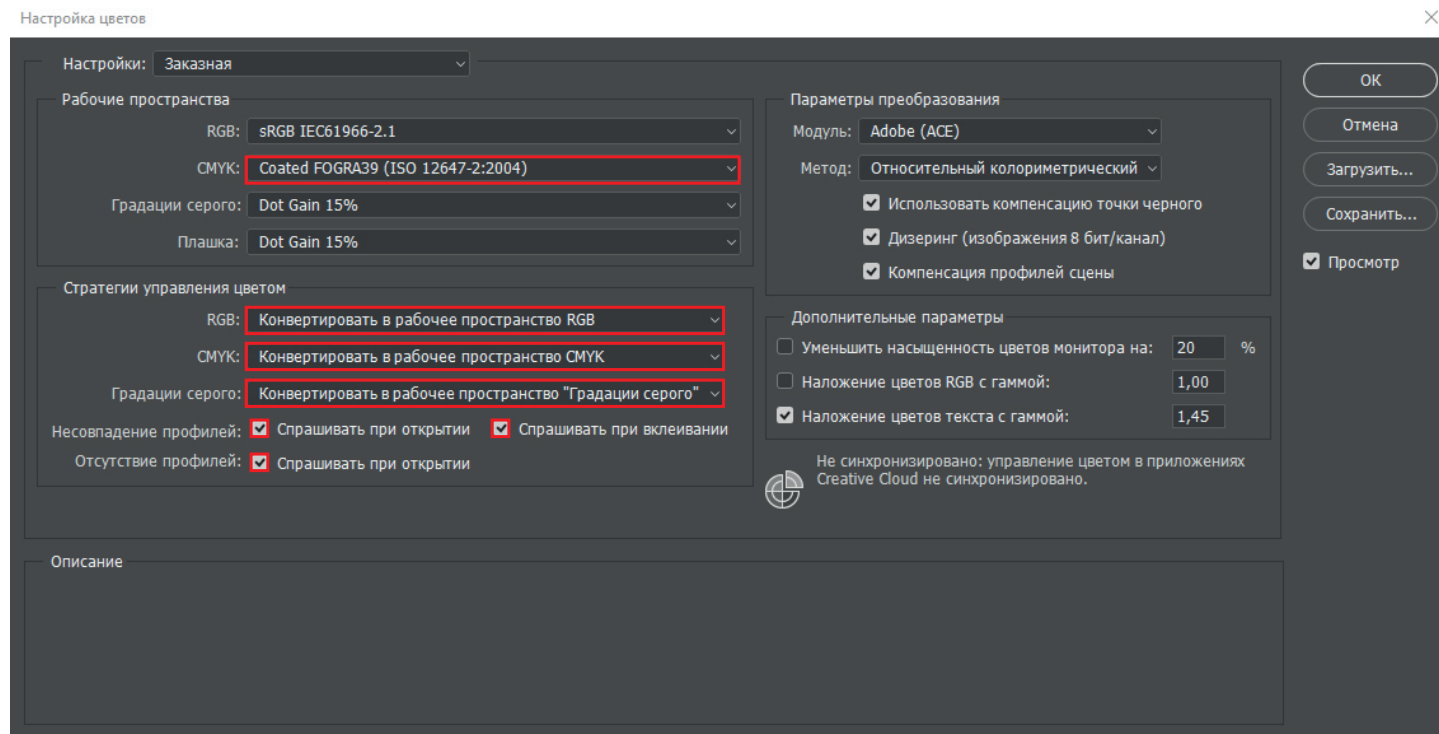 Настройка цветов
Настройки: Заказная
Рабочие пространства
RGB: sRGB IEC61966-2.1
CMYK: Coated FOGRA39 (ISO 12647-2:2004)
Градации серого: Dot Gain 15%
Плашка: Dot Gain 15%
Стратегии управления цветом
RGB: Конвертировать в рабочее пространство RGB
CMYK: Конвертировать в рабочее пространство CMYK
Градации серого: Конвертировать в рабочее пространство "Градации серого"
Несовпадение профилей: Спрашивать при открытии Спрашивать при вклеивании
Отсутствие профилей: Спрашивать при открытии
Параметры преобразования
Модуль: Adobe (ACE)
Метод: Относительный колориметрический
Использовать компенсацию точки черного
Дизеринг (изображения 8 бит/канал)
Компенсация профилей сцены
Дополнительные параметры
Уменьшить насыщенность цветов монитора на: 20 %
Наложение цветов RGB с гаммой: 1,00
Наложение цветов текста с гаммой: 1,45
Не синхронизировано: управление цветом в приложениях
Creative Cloud не синхронизировано.
OK
Отмена
Загрузить...
Сохранить...
Просмотр
Описание